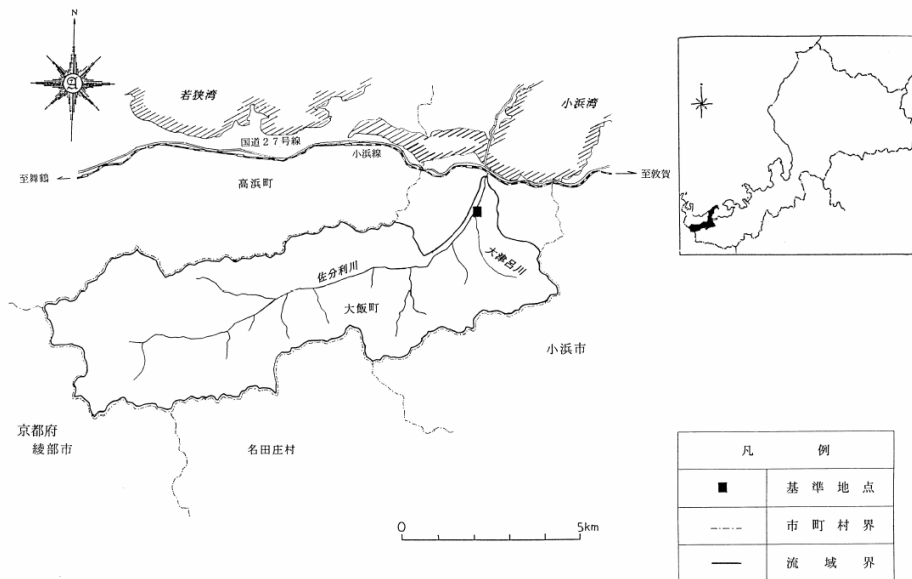 N
若狭湾
小浜湾
国道27号線
小浜線
至舞鶴
高浜町
至敦賀
佐分利川
大津呂川
大飯町
小浜市
京都府
綾部市
名田庄村
0 5km
凡例
基準地点
市町村界
流域界